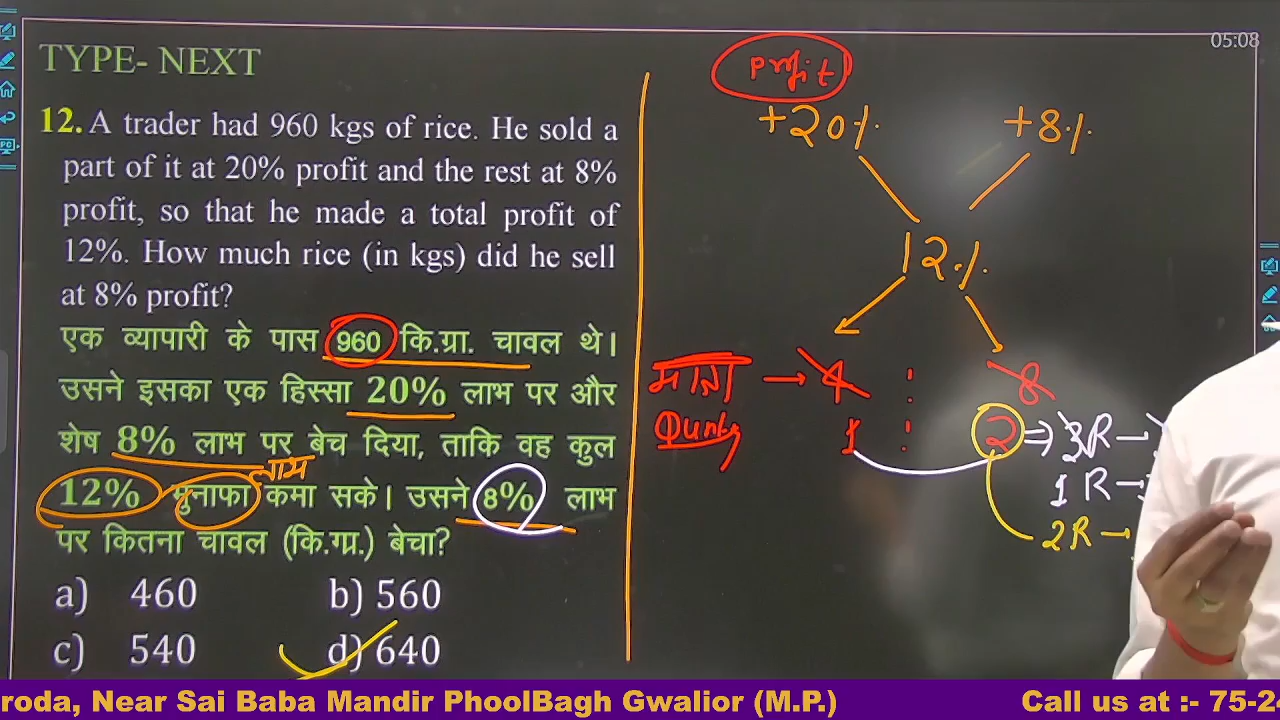 05:08
TYPE- NEXT
12. A trader had 960 kgs of rice. He sold a
part of it at 20% profit and the rest at 8%
profit, so that he made a total profit of
12%. How much rice (in kgs) did he sell
at 8% profit?
एक व्यापारी के पास 960 कि.ग्रा. चावल थे।
उसने इसका एक हिस्सा 20% लाभ पर और
शेष 8% लाभ पर बेच दिया, ताकि वह कुल
लाभ
12% मुनाफा कमा सके। उसने 8% लाभ
पर कितना चावल (कि.ग्रा.) बेचा?
a) 460 b) 560
c) 540 d) 640
Profit
+20% +8%
12%
मात्रा → 4 : 8
1 : 2 ⇒ 3R →
1R →
2R →
roda, Near Sai Baba Mandir PhoolBagh Gwalior (M.P.) Call us at :- 75-2